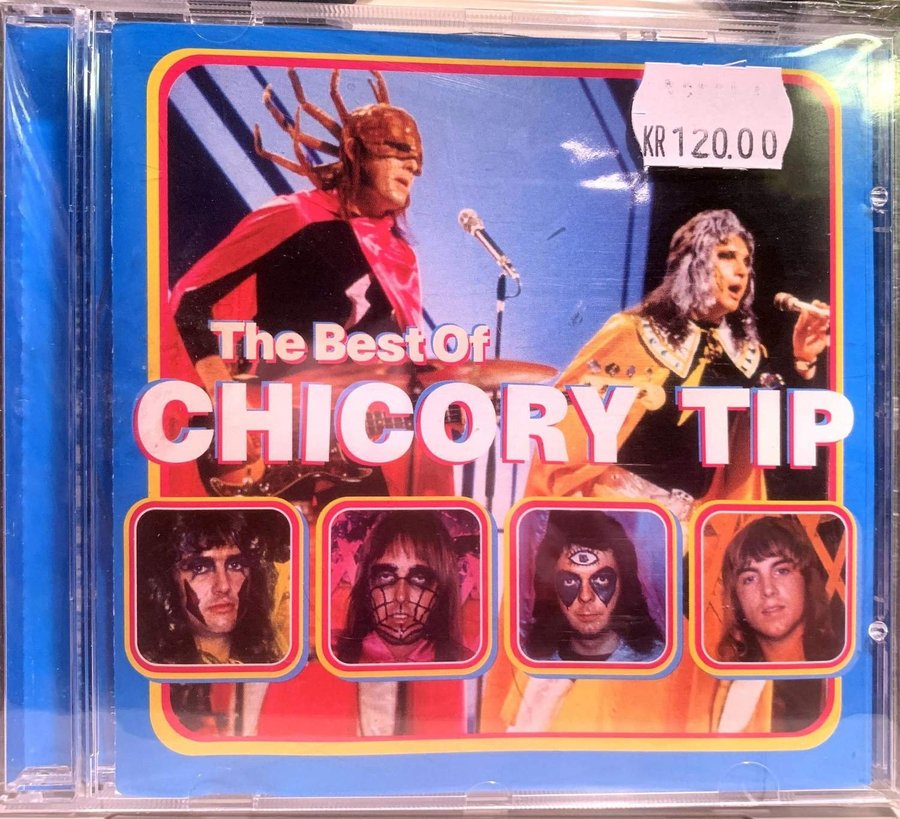 KR 120.00
The Best Of
CHICORY TIP